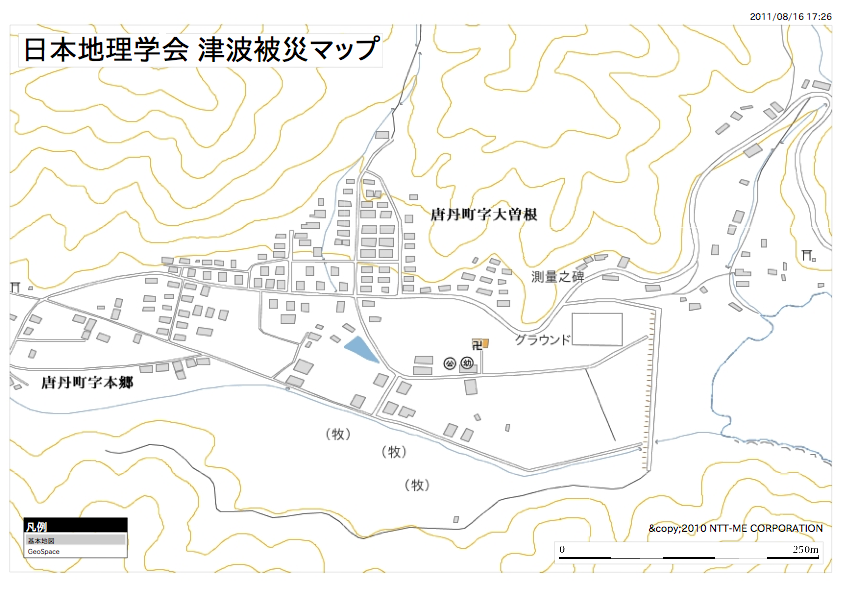 2011/08/16 17:26
日本地理学会 津波被災マップ
唐丹町字大曽根
測量之碑
グラウンド
卍
公 幼
唐丹町字本郷
(牧)
(牧)
(牧)
凡例
基本地図
GeoSpace
&copy;2010 NTT-ME CORPORATION
0 250m